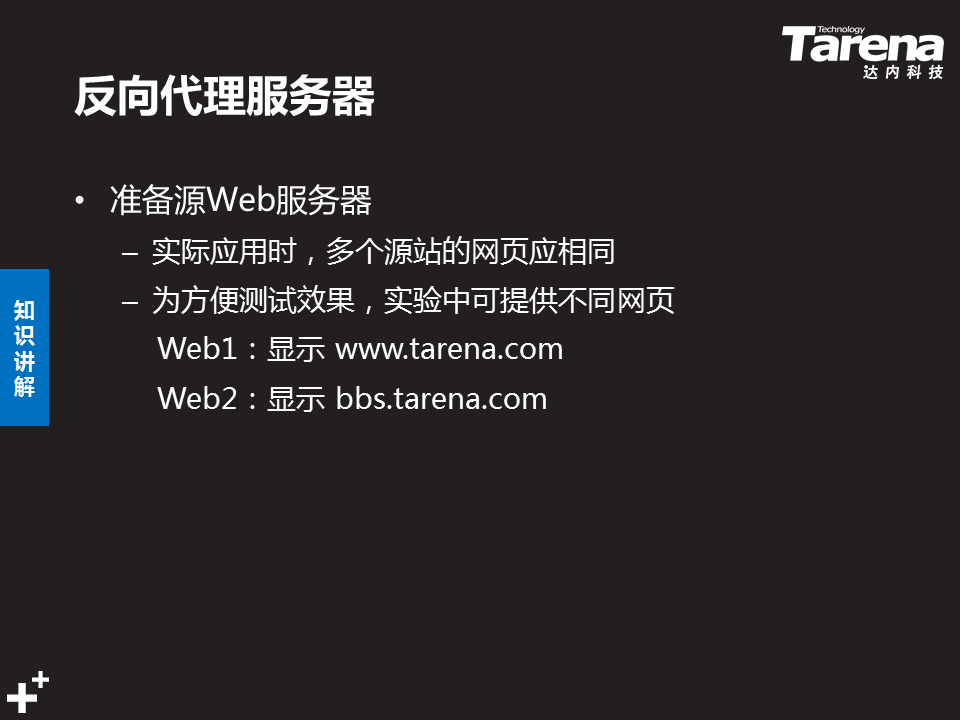 Technology
Tarena
达内科技
反向代理服务器
• 准备源Web服务器
– 实际应用时，多个源站的网页应相同
– 为方便测试效果，实验中可提供不同网页
Web1：显示 www.tarena.com
Web2：显示 bbs.tarena.com
知识讲解